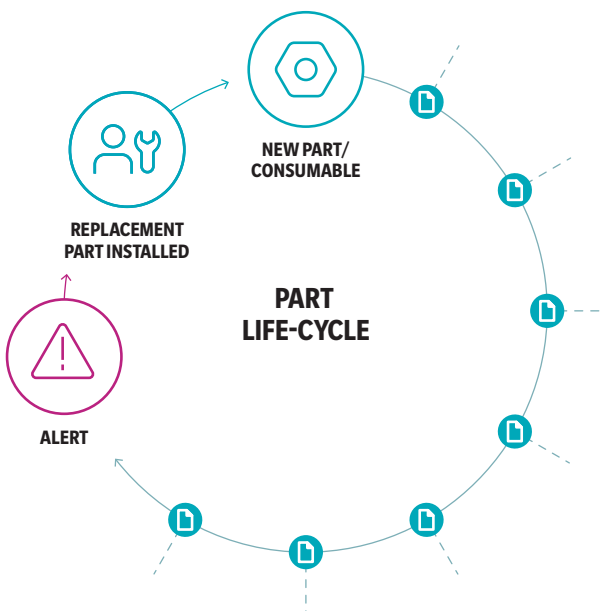 NEW PART/
CONSUMABLE
REPLACEMENT
PART INSTALLED
PART
LIFE-CYCLE
ALERT